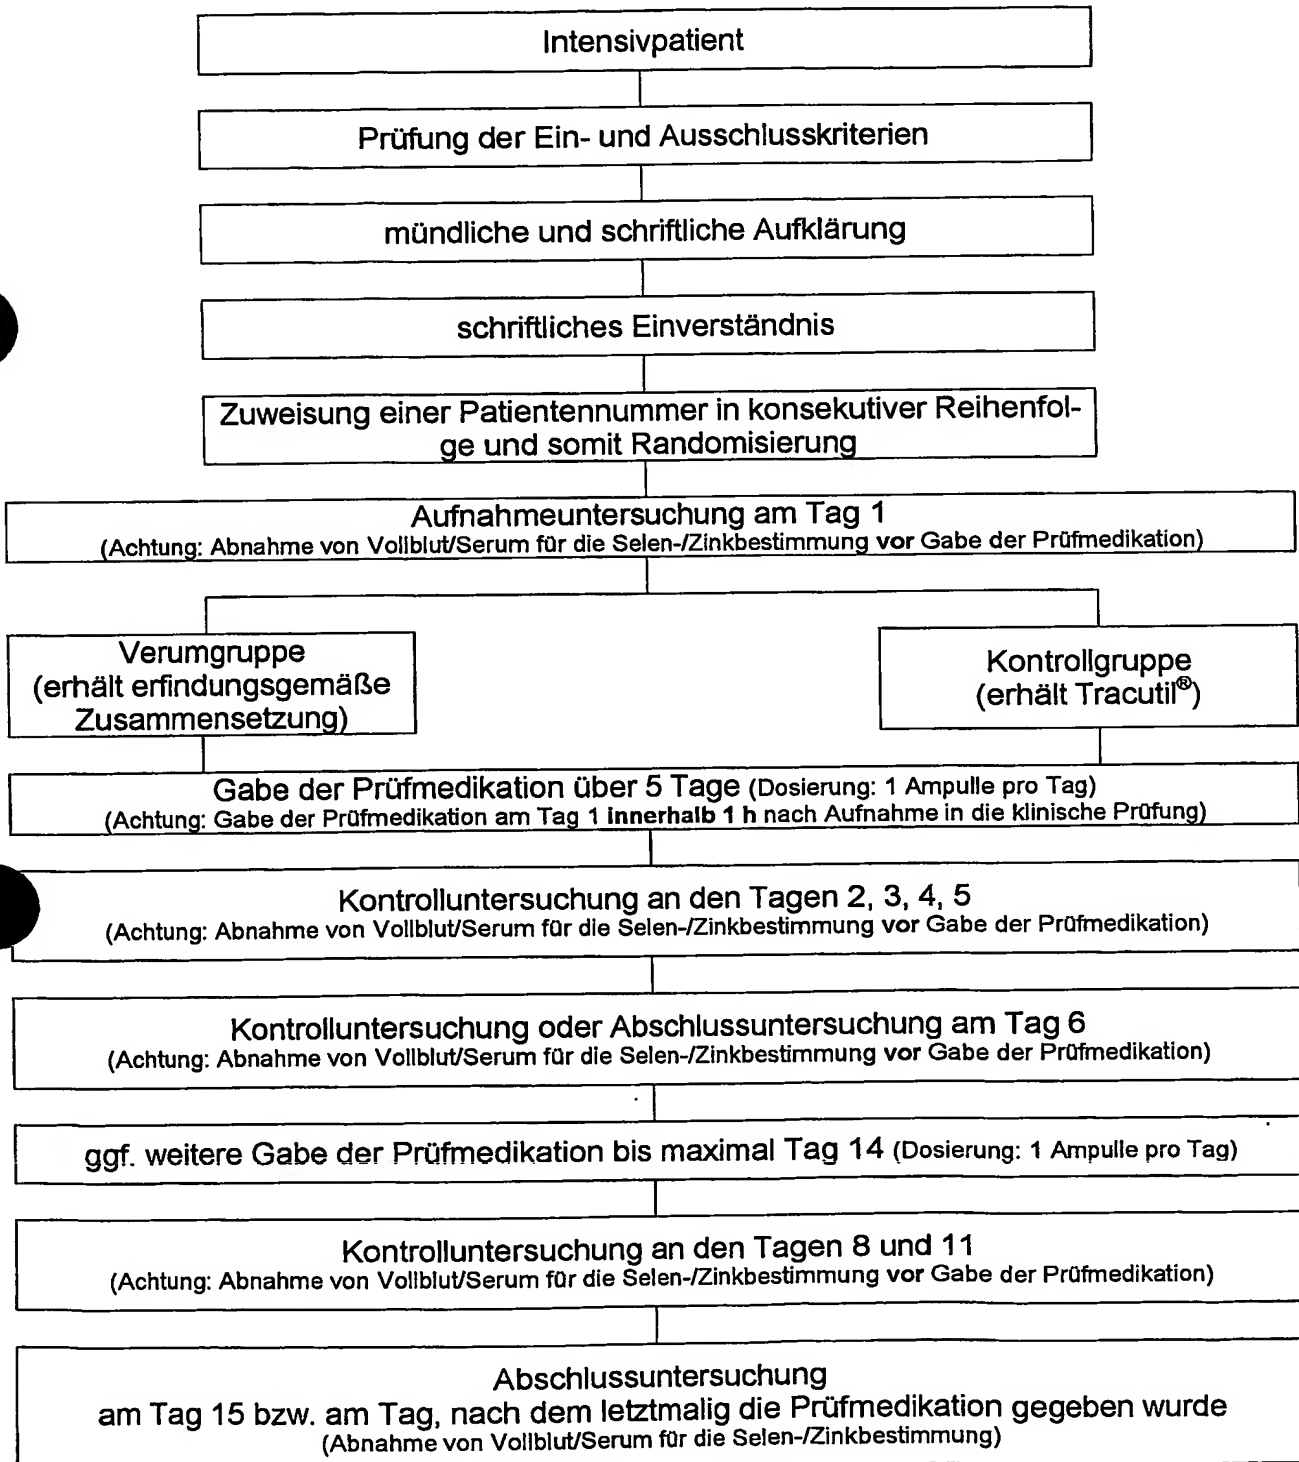 Intensivpatient
Prüfung der Ein- und Ausschlusskriterien
mündliche und schriftliche Aufklärung
schriftliches Einverständnis
Zuweisung einer Patientennummer in konsekutiver Reihenfol-
ge und somit Randomisierung
Aufnahmeuntersuchung am Tag 1
(Achtung: Abnahme von Vollblut/Serum für die Selen-/Zinkbestimmung vor Gabe der Prüfmedikation)
Verumgruppe
(erhält erfindungsgemäße
Zusammensetzung)
Kontrollgruppe
(erhält Tracutil®)
Gabe der Prüfmedikation über 5 Tage (Dosierung: 1 Ampulle pro Tag)
(Achtung: Gabe der Prüfmedikation am Tag 1 innerhalb 1 h nach Aufnahme in die klinische Prüfung)
Kontrolluntersuchung an den Tagen 2, 3, 4, 5
(Achtung: Abnahme von Vollblut/Serum für die Selen-/Zinkbestimmung vor Gabe der Prüfmedikation)
Kontrolluntersuchung oder Abschlussuntersuchung am Tag 6
(Achtung: Abnahme von Vollblut/Serum für die Selen-/Zinkbestimmung vor Gabe der Prüfmedikation)
ggf. weitere Gabe der Prüfmedikation bis maximal Tag 14 (Dosierung: 1 Ampulle pro Tag)
Kontrolluntersuchung an den Tagen 8 und 11
(Achtung: Abnahme von Vollblut/Serum für die Selen-/Zinkbestimmung vor Gabe der Prüfmedikation)
Abschlussuntersuchung
am Tag 15 bzw. am Tag, nach dem letztmalig die Prüfmedikation gegeben wurde
(Abnahme von Vollblut/Serum für die Selen-/Zinkbestimmung)